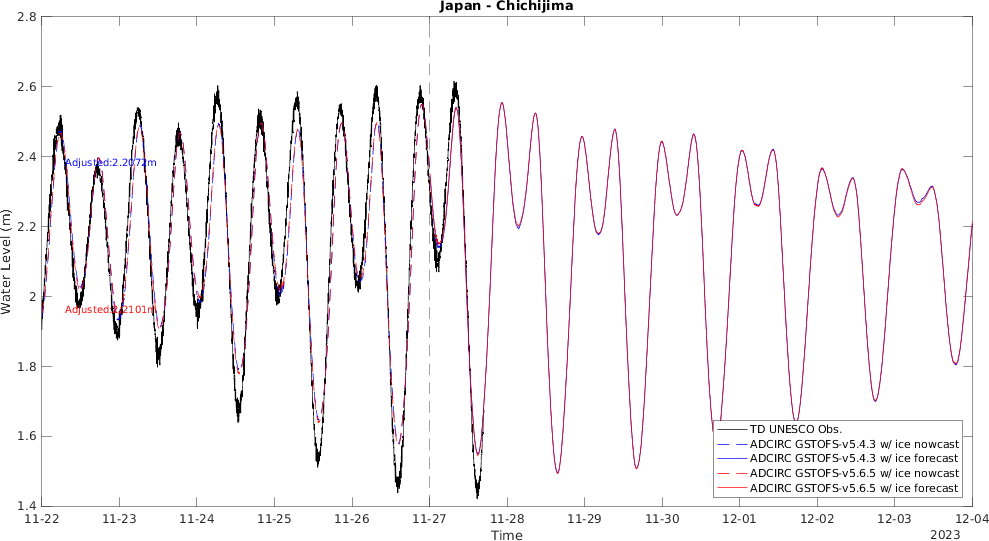 Japan - Chichijima
2.8
2.6
2.4
2.2
2
1.8
1.6
1.4
Water Level (m)
Adjusted:2.2072m
Adjusted:2.2101m
TD UNESCO Obs.
ADCIRC GSTOFS-v5.4.3 w/ ice nowcast
ADCIRC GSTOFS-v5.4.3 w/ ice forecast
ADCIRC GSTOFS-v5.6.5 w/ ice nowcast
ADCIRC GSTOFS-v5.6.5 w/ ice forecast
11-22 11-23 11-24 11-25 11-26 11-27 11-28 11-29 11-30 12-01 12-02 12-03 12-04
Time
2023